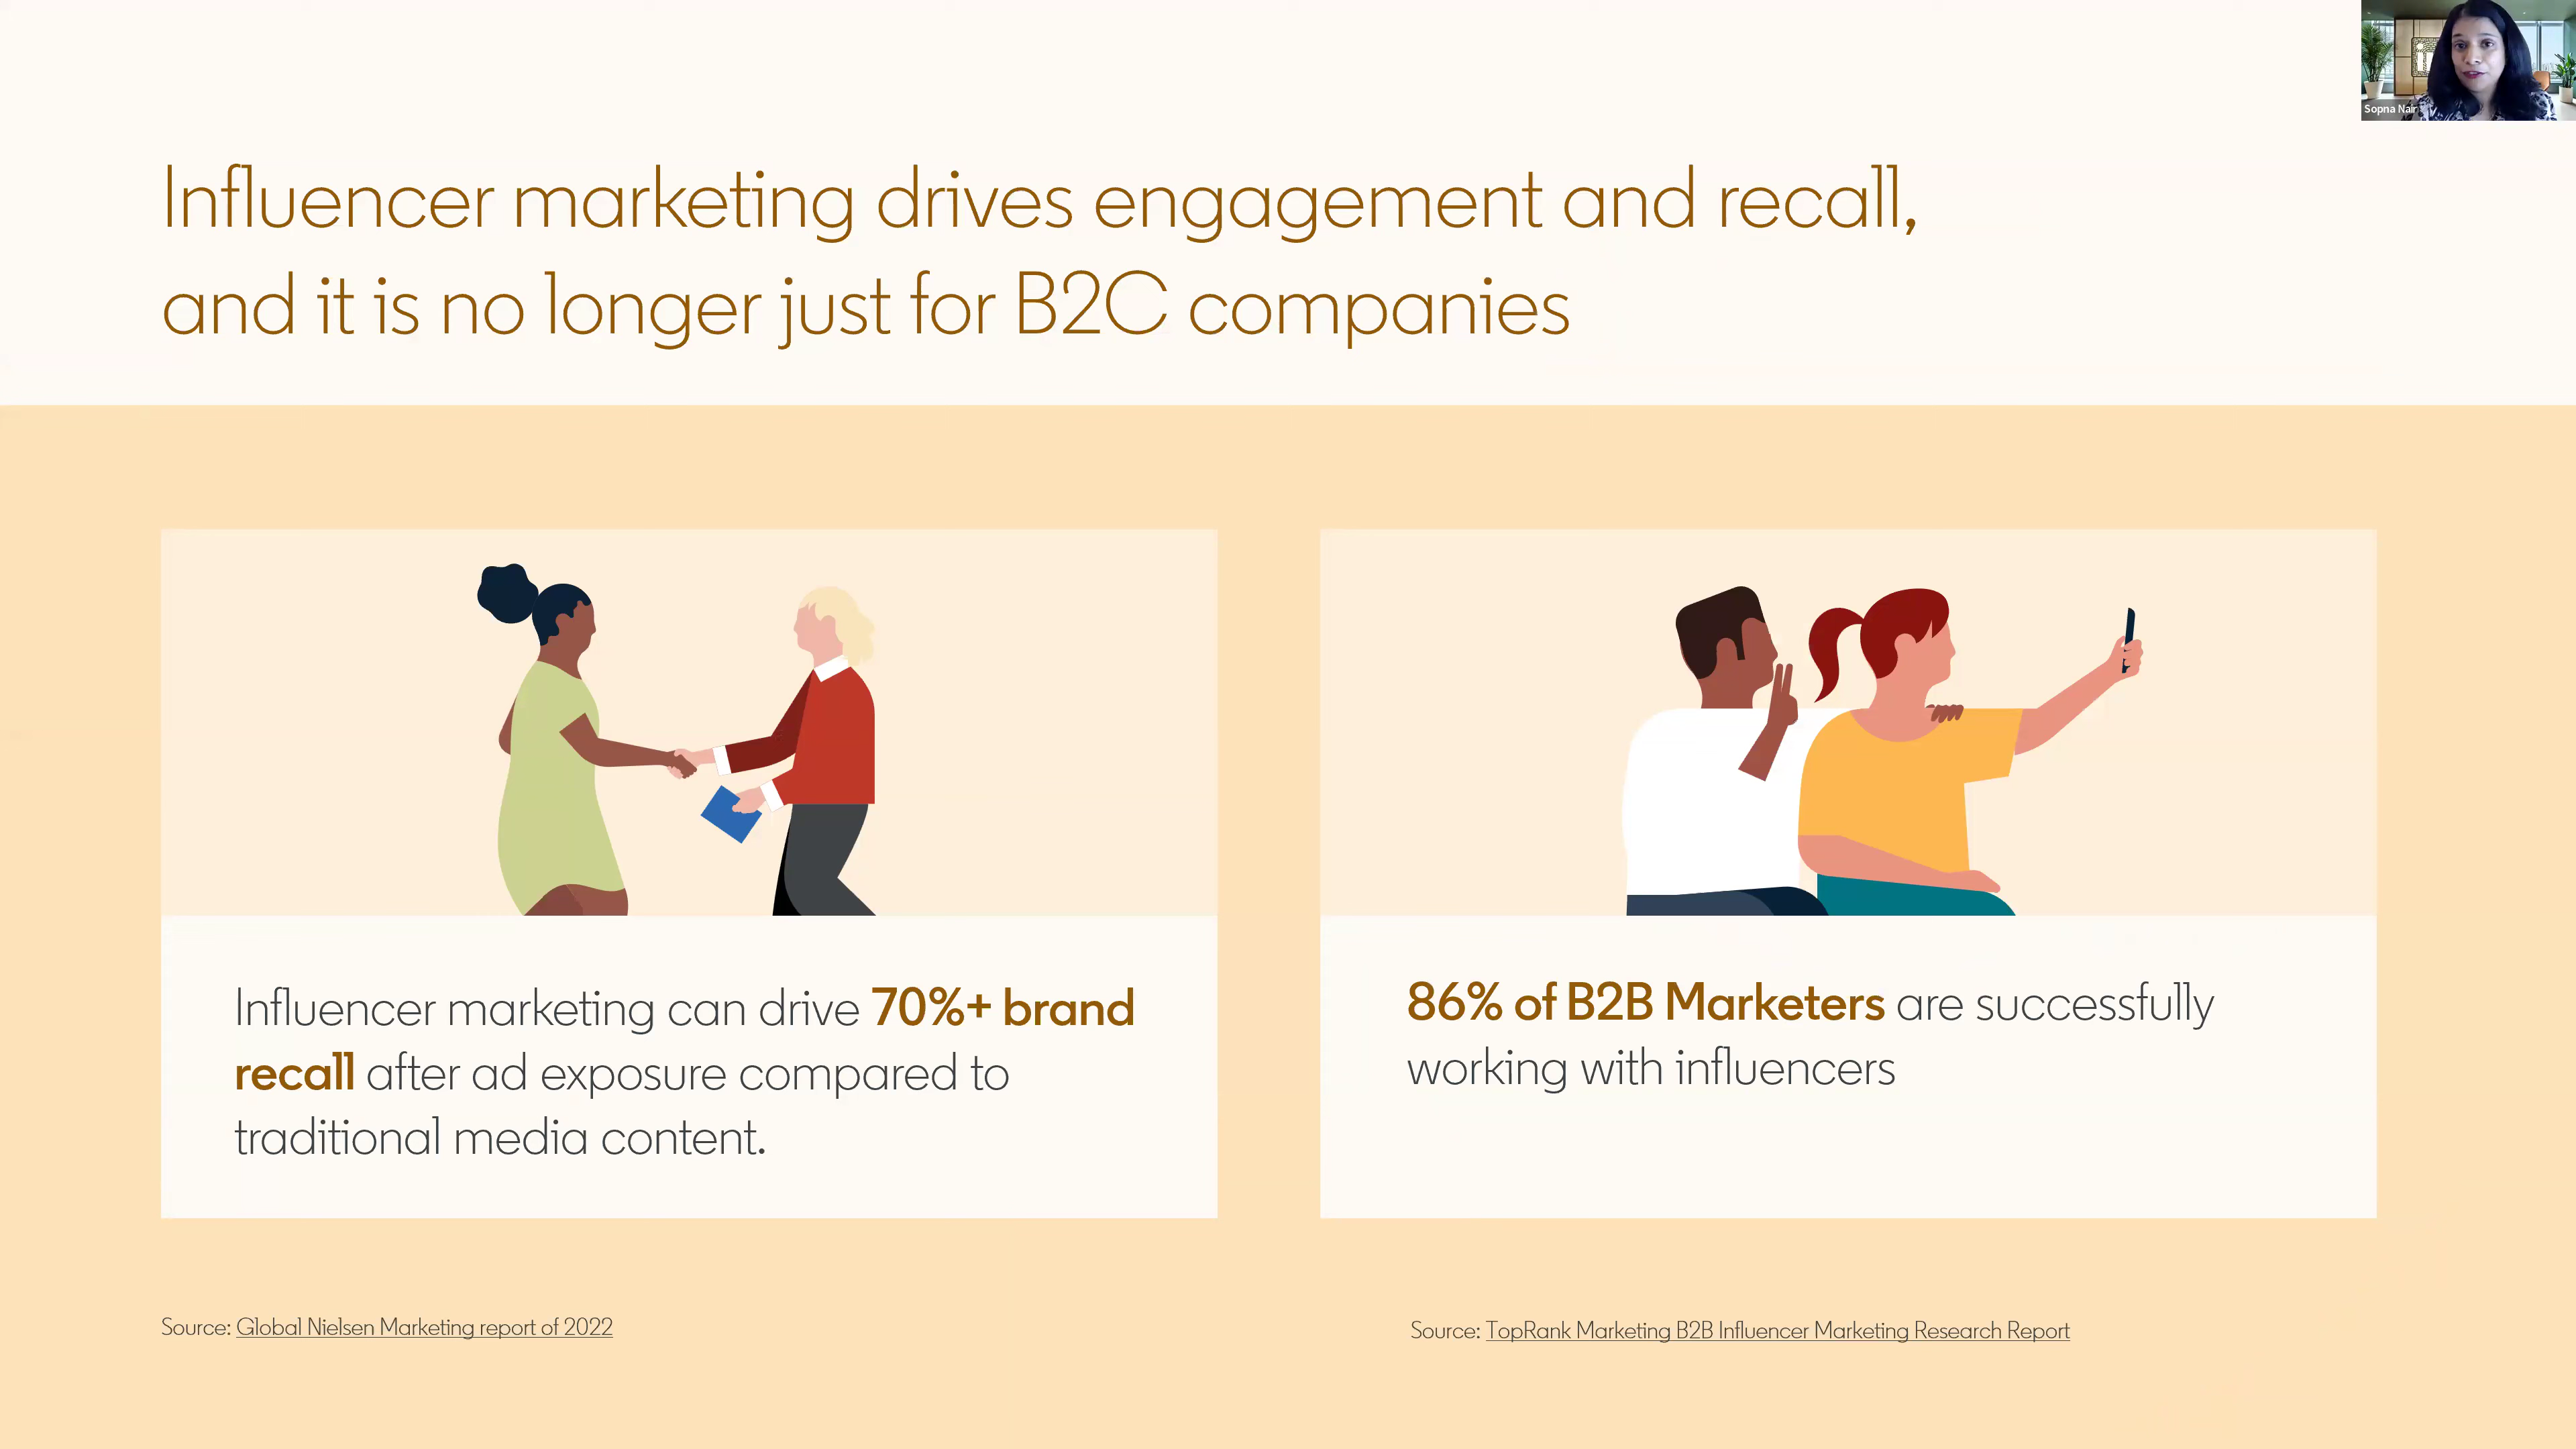 Sopna Nair
Influencer marketing drives engagement and recall,
and it is no longer just for B2C companies
Influencer marketing can drive 70%+ brand
recall after ad exposure compared to
traditional media content.
86% of B2B Marketers are successfully
working with influencers
Source: Global Nielsen Marketing report of 2022
Source: TopRank Marketing B2B Influencer Marketing Research Report